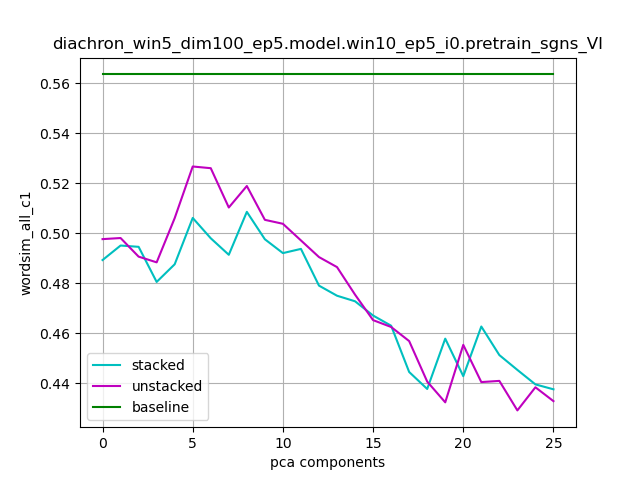 diachron_win5_dim100_ep5.model.win10_ep5_i0.pretrain_sgns_VI
0.56
0.54
0.52
0.50
0.48
0.46
0.44
wordsim_all_c1
stacked
unstacked
baseline
0 5 10 15 20 25
pca components